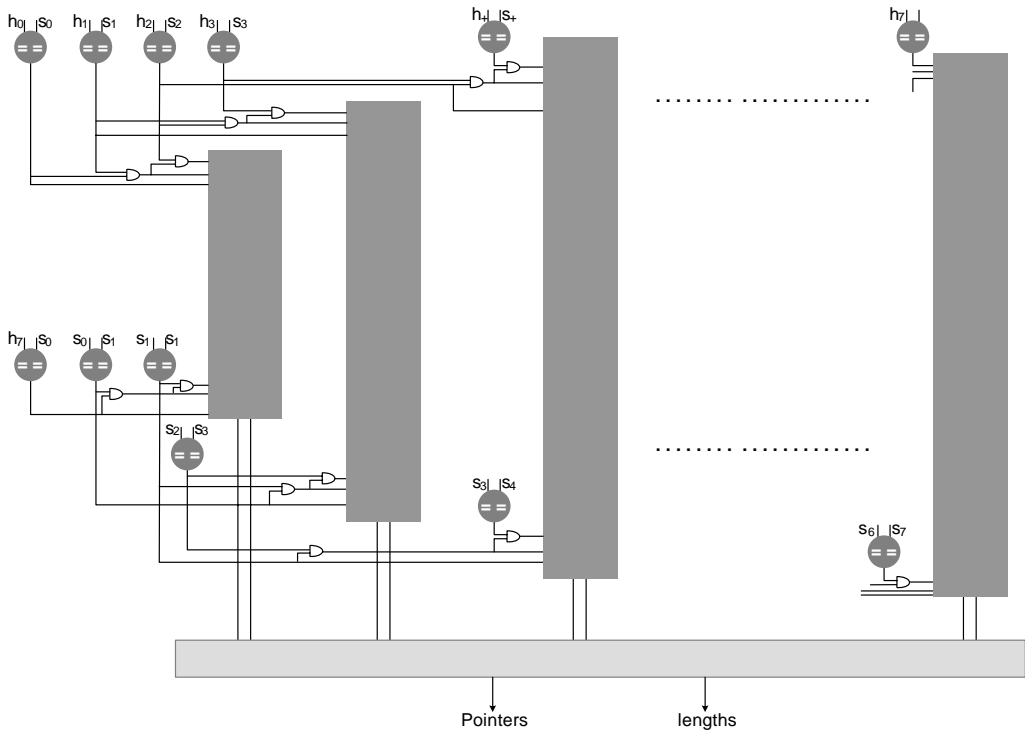 h0 s0 h1 s1 h2 s2 h3 s3 h+ s+ h7
== == == == == == == == == == == ==
h7 s0 s0 s1 s1 s1
== == == == == ==
s2 s3
== ==
s3 s4
== ==
s6 s7
== ==
Pointers lengths